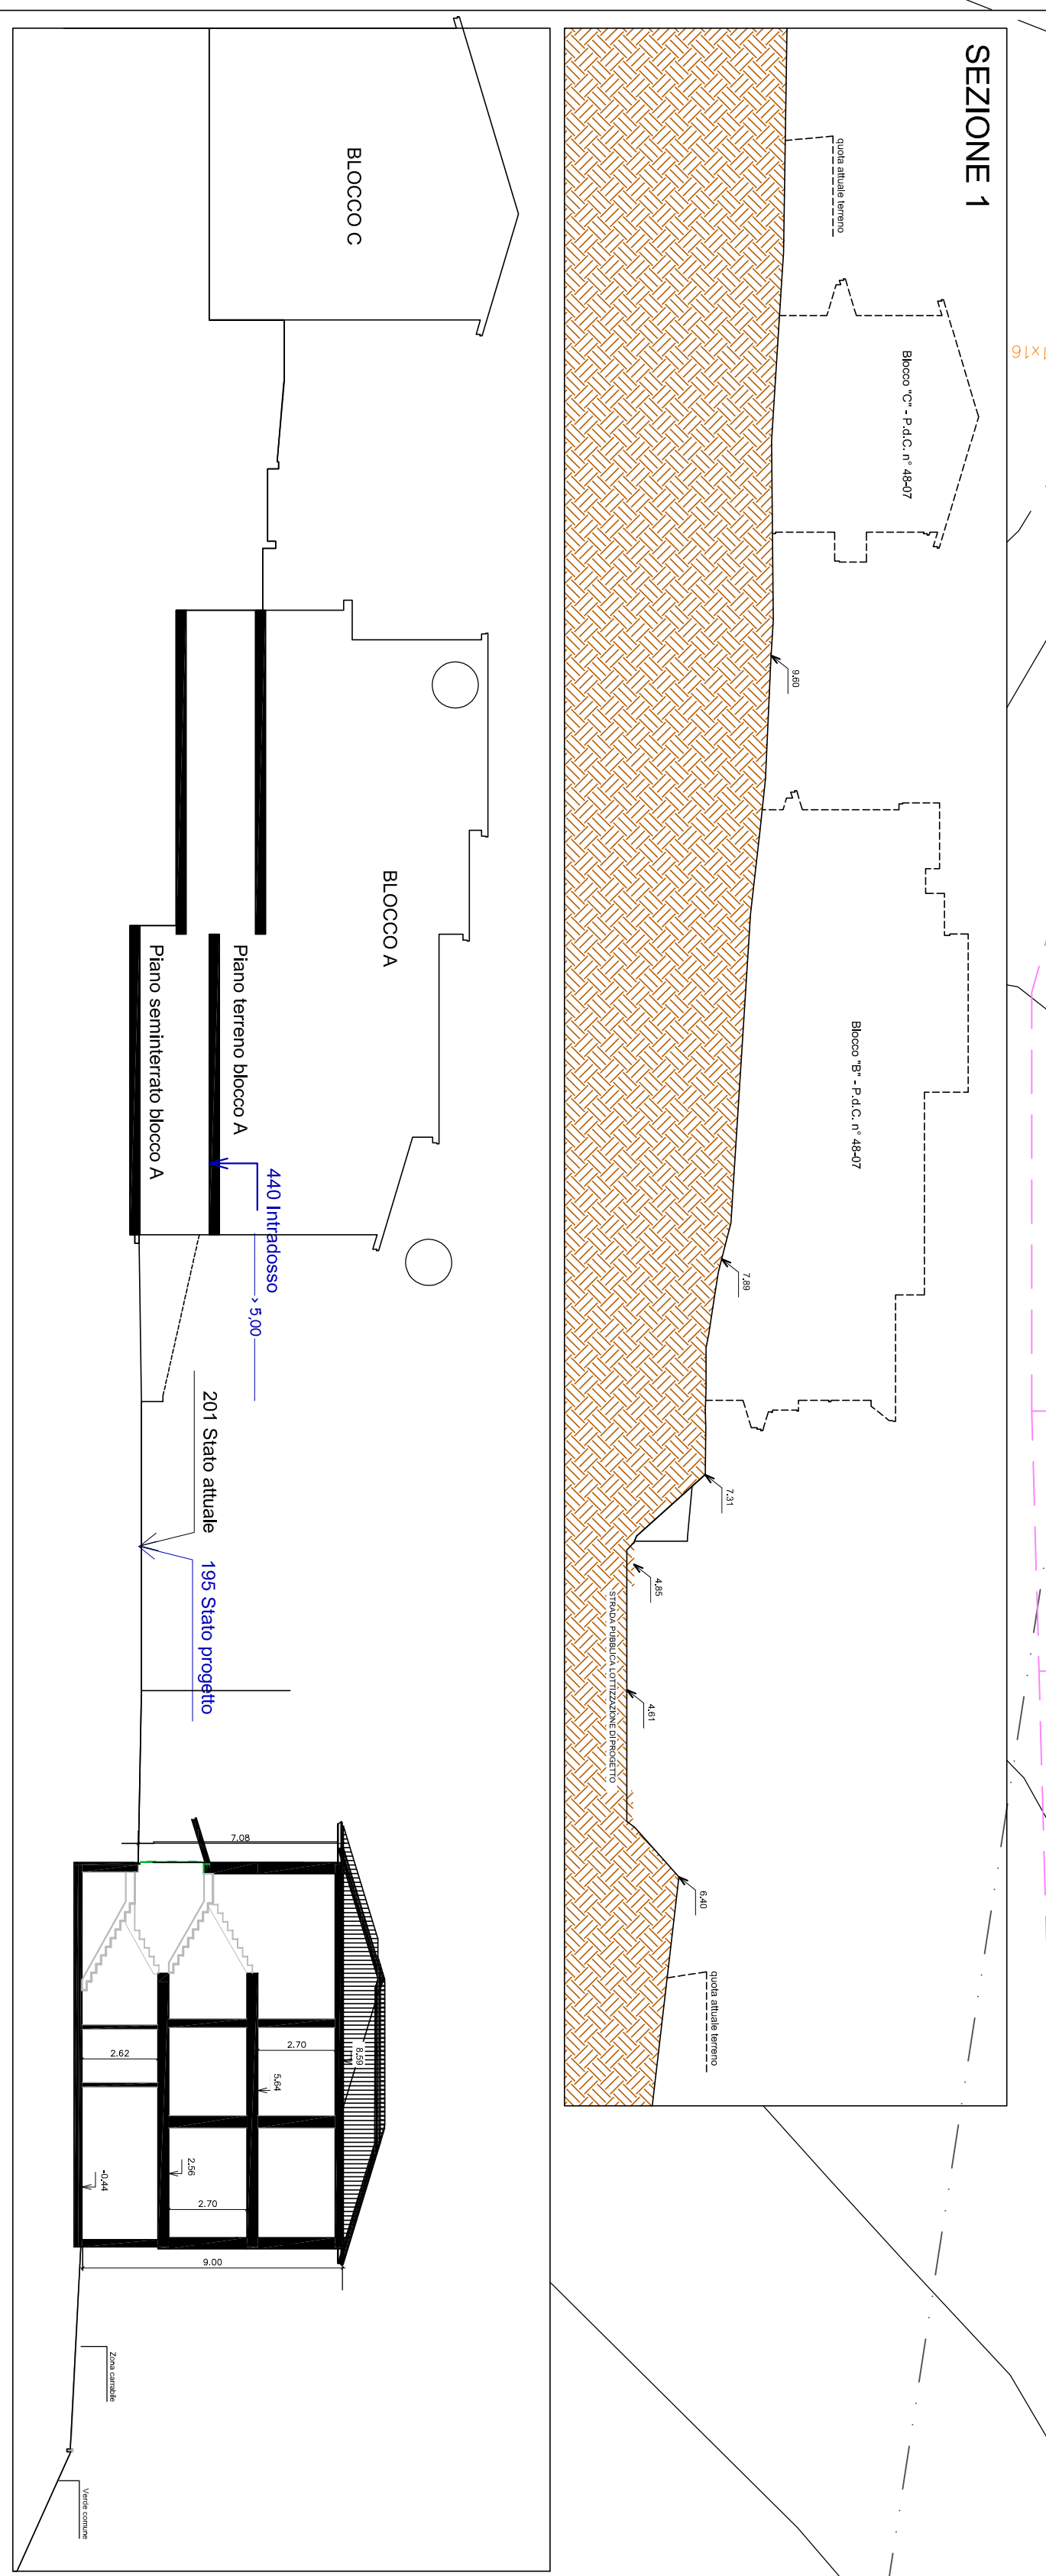 SEZIONE 1
quota attuale terreno
Blocco "C" - P.d.C. n° 48-07
9.60
Blocco "B" - P.d.C. n° 48-07
7.89
7.31
4.85
4.61
STRADA PUBBLICA LOTTIZZAZIONE DI PROGETTO
6.40
quota attuale terreno
BLOCCO C
BLOCCO A
Piano terreno blocco A
Piano seminterrato blocco A
440 Intradosso
> 5,00
201 Stato attuale
195 Stato progetto
7.08
8.59
2.70
5.64
2.62
2.56
2.70
-0.44
9.00
Zona carrabile
Verde comune